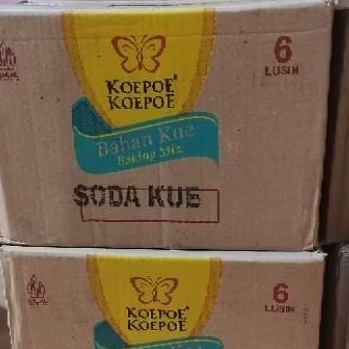 KOEPOE
KOEPOE
6
LUSIN
Bahan Kue
Baking Mix
SODA KUE
KOEPOE
KOEPOE
6
LUSIN